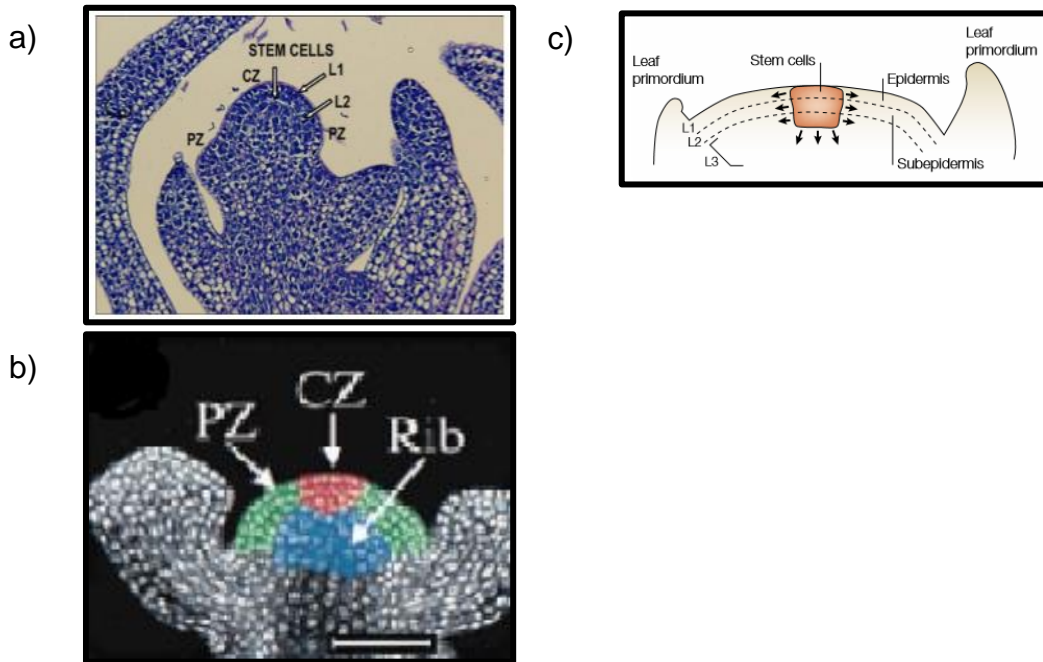 a)
STEM CELLS
CZ
L1
L2
PZ
PZ
b)
CZ
PZ
Rib
c)
Leaf
primordium
Stem cells
Epidermis
Leaf
primordium
L1
L2
L3
Subepidermis